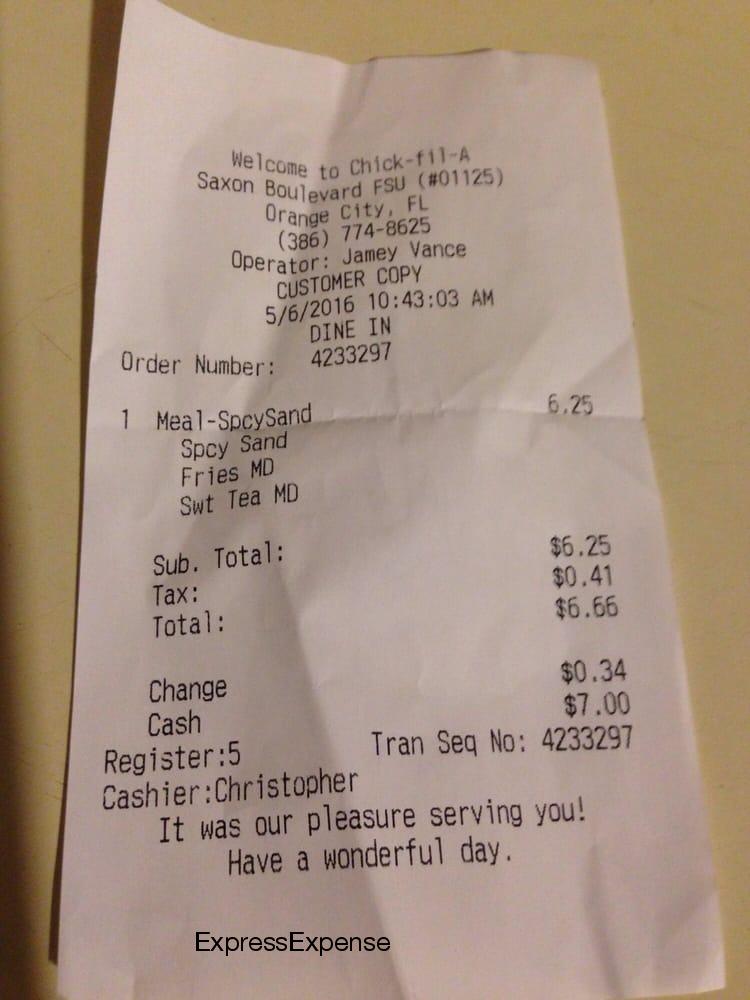 Welcome to Chick-fil-A
Saxon Boulevard FSU (#01125)
Orange City, FL
(386) 774-8625
Operator: Jamey Vance
CUSTOMER COPY
5/6/2016 10:43:03 AM
DINE IN
Order Number: 4233297
1 Meal-SpcySand 6.25
Spcy Sand
Fries MD
Swt Tea MD
Sub. Total: $6.25
Tax: $0.41
Total: $6.66
Change $0.34
Cash $7.00
Register:5 Tran Seq No: 4233297
Cashier:Christopher
It was our pleasure serving you!
Have a wonderful day.
ExpressExpense